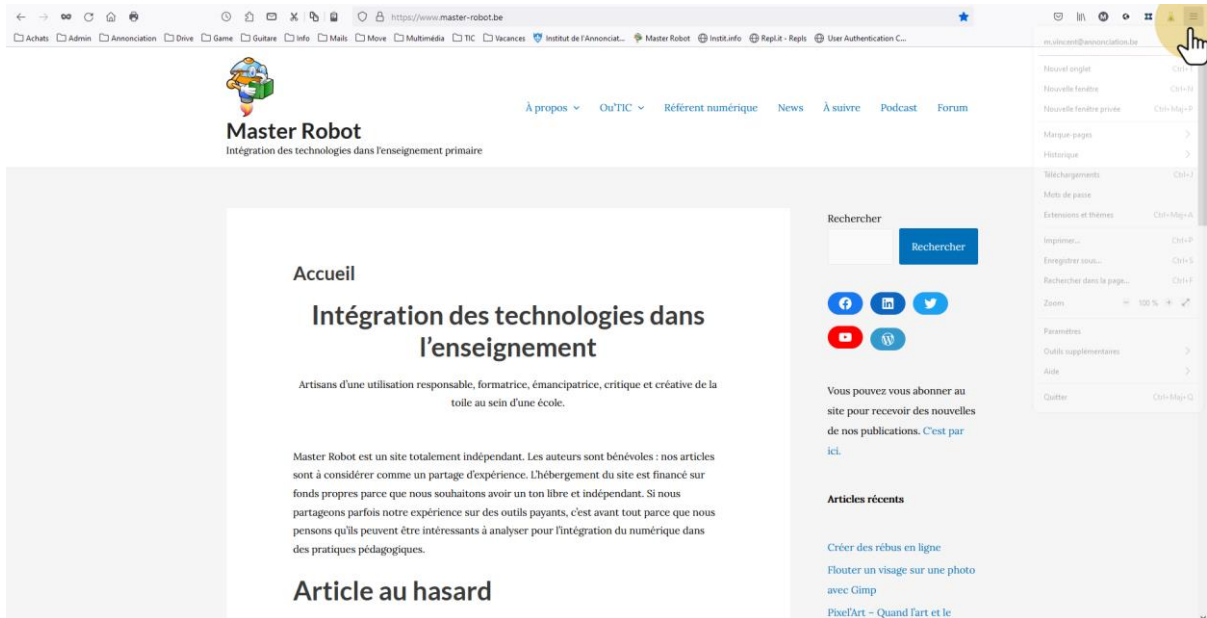 https://www.master-robot.be
Achats Admin Annonciation Drive Game Guitare Info Mails Move Multimédia TIC Vacances Institut de l'Annonciat... Master Robot Instit.info Repl.it - Repls User Authentication C...
m.vincent@annonciation.be
Nouvel onglet Ctrl+T
Nouvelle fenêtre Ctrl+N
Nouvelle fenêtre privée Ctrl+Maj+P
Marque-pages
Historique
Téléchargements Ctrl+J
Mots de passe
Extensions et thèmes Ctrl+Maj+A
Imprimer... Ctrl+P
Enregistrer sous... Ctrl+S
Rechercher dans la page... Ctrl+F
Zoom 100 %
Paramètres
Outils supplémentaires
Aide
Quitter Ctrl+Maj+Q
Master Robot
Intégration des technologies dans l'enseignement primaire
À propos Ou'TIC Référent numérique News À suivre Podcast Forum
Accueil
Intégration des technologies dans
l'enseignement
Artisans d'une utilisation responsable, formatrice, émancipatrice, critique et créative de la
toile au sein d'une école.
Master Robot est un site totalement indépendant. Les auteurs sont bénévoles : nos articles
sont à considérer comme un partage d'expérience. L'hébergement du site est financé sur
fonds propres parce que nous souhaitons avoir un ton libre et indépendant. Si nous
partageons parfois notre expérience sur des outils payants, c'est avant tout parce que nous
pensons qu'ils peuvent être intéressants à analyser pour l'intégration du numérique dans
des pratiques pédagogiques.
Article au hasard
Rechercher
Rechercher
Vous pouvez vous abonner au
site pour recevoir des nouvelles
de nos publications. C'est par
ici.
Articles récents
Créer des rébus en ligne
Flouter un visage sur une photo
avec Gimp
Pixel'Art – Quand l'art et le